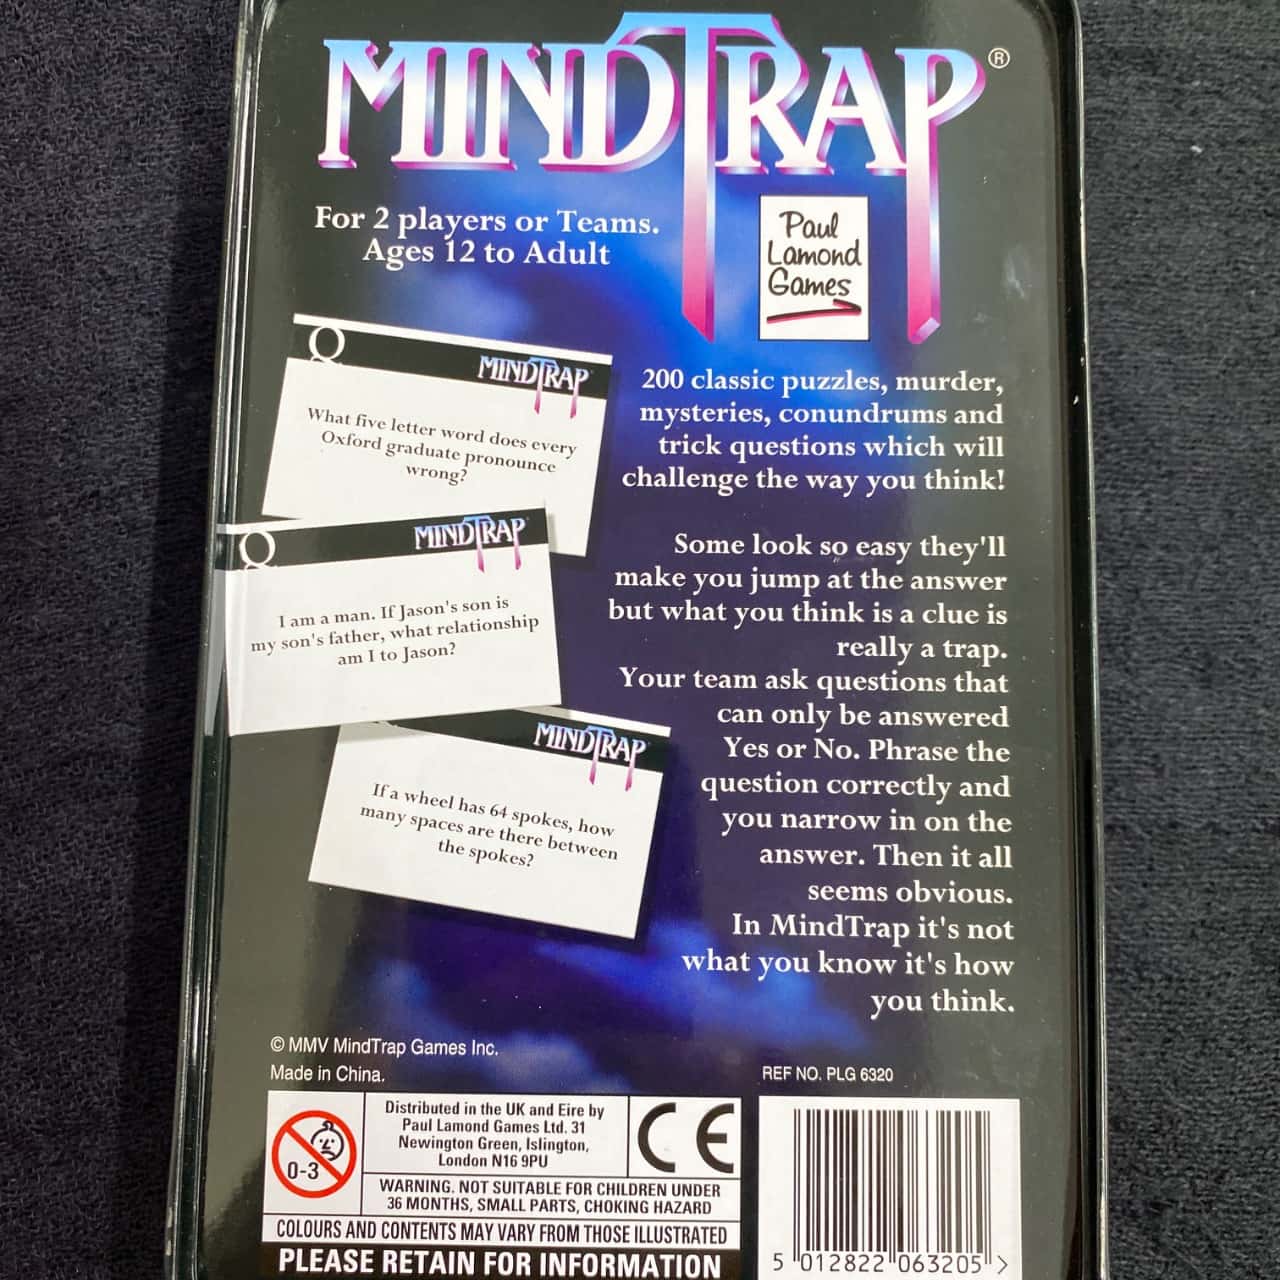 MINDTRAP®
For 2 players or Teams.
Ages 12 to Adult
Paul
Lamond
Games
Q
MINDTRAP
What five letter word does every
Oxford graduate pronounce
wrong?
Q
MINDTRAP
I am a man. If Jason's son is
my son's father, what relationship
am I to Jason?
MINDTRAP
If a wheel has 64 spokes, how
many spaces are there between
the spokes?
200 classic puzzles, murder,
mysteries, conundrums and
trick questions which will
challenge the way you think!
Some look so easy they'll
make you jump at the answer
but what you think is a clue is
really a trap.
Your team ask questions that
can only be answered
Yes or No. Phrase the
question correctly and
you narrow in on the
answer. Then it all
seems obvious.
In MindTrap it's not
what you know it's how
you think.
© MMV MindTrap Games Inc.
Made in China.
REF NO. PLG 6320
0-3
Distributed in the UK and Eire by
Paul Lamond Games Ltd. 31
Newington Green, Islington,
London N16 9PU
CE
WARNING. NOT SUITABLE FOR CHILDREN UNDER
36 MONTHS, SMALL PARTS, CHOKING HAZARD
COLOURS AND CONTENTS MAY VARY FROM THOSE ILLUSTRATED
PLEASE RETAIN FOR INFORMATION
5 012822 063205 >